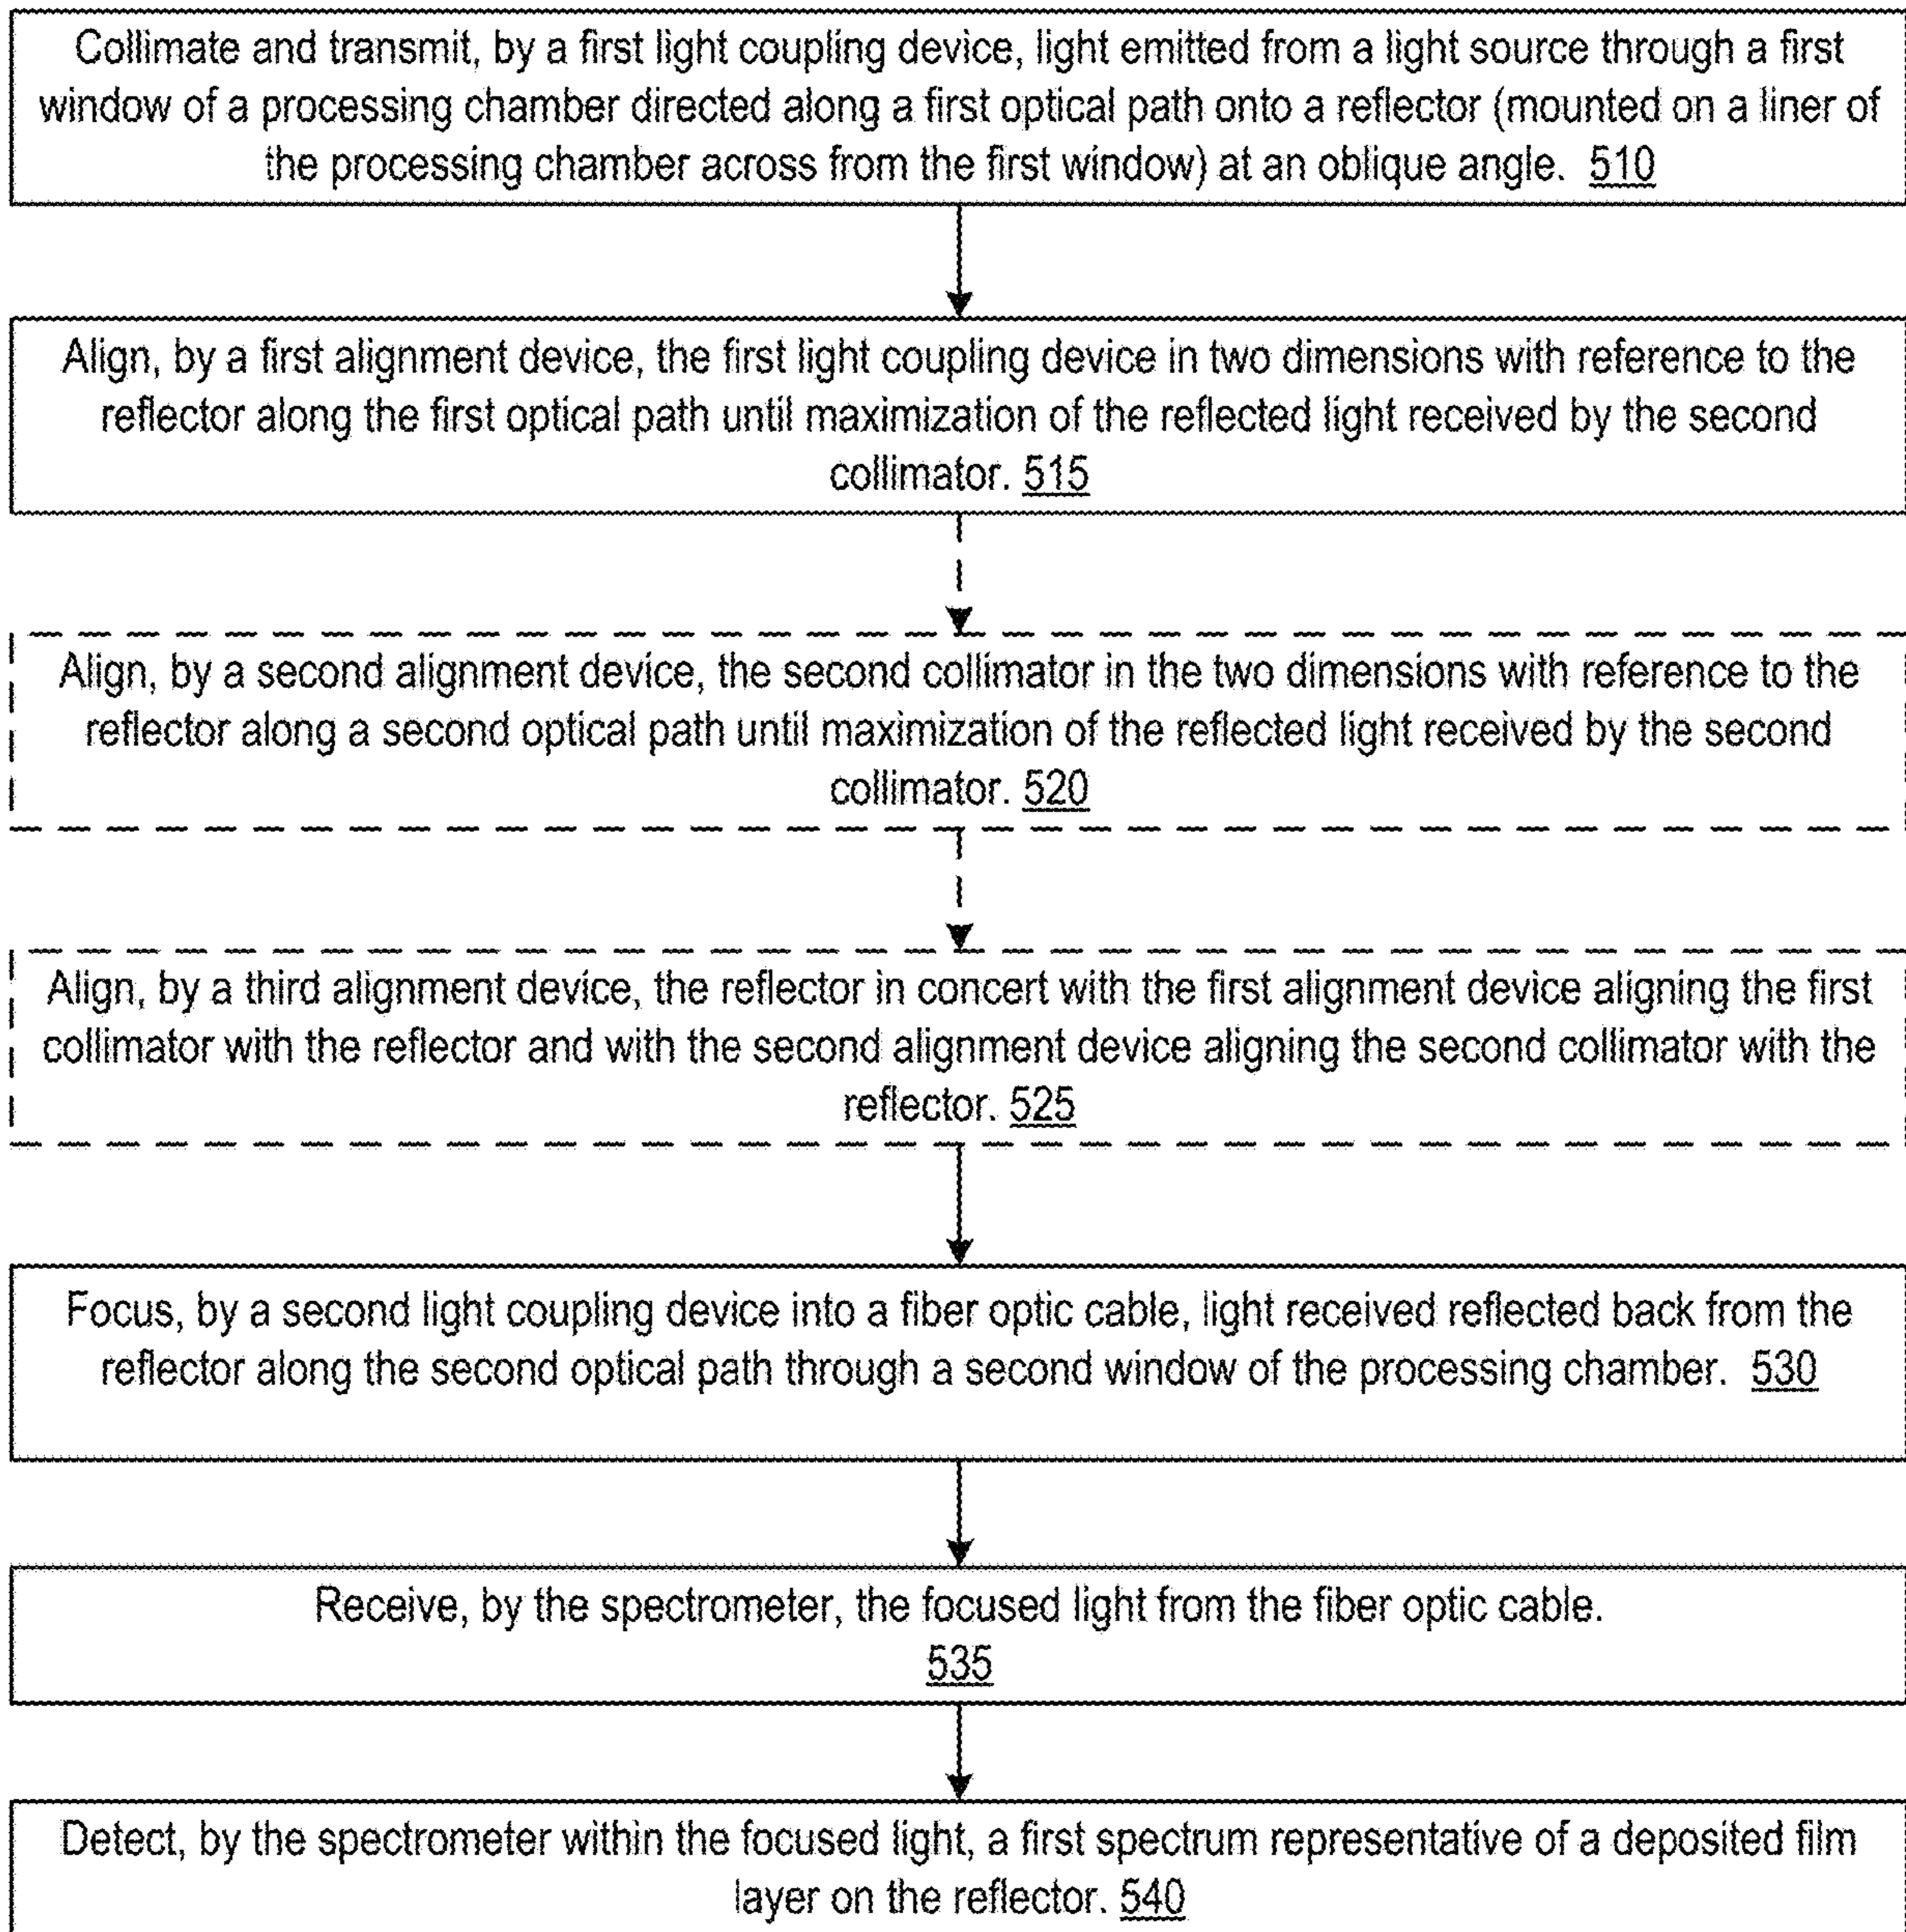 Collimate and transmit, by a first light coupling device, light emitted from a light source through a first
window of a processing chamber directed along a first optical path onto a reflector (mounted on a liner of
the processing chamber across from the first window) at an oblique angle. 510
Align, by a first alignment device, the first light coupling device in two dimensions with reference to the
reflector along the first optical path until maximization of the reflected light received by the second
collimator. 515
Align, by a second alignment device, the second collimator in the two dimensions with reference to the
reflector along a second optical path until maximization of the reflected light received by the second
collimator. 520
Align, by a third alignment device, the reflector in concert with the first alignment device aligning the first
collimator with the reflector and with the second alignment device aligning the second collimator with the
reflector. 525
Focus, by a second light coupling device into a fiber optic cable, light received reflected back from the
reflector along the second optical path through a second window of the processing chamber. 530
Receive, by the spectrometer, the focused light from the fiber optic cable.
535
Detect, by the spectrometer within the focused light, a first spectrum representative of a deposited film
layer on the reflector. 540